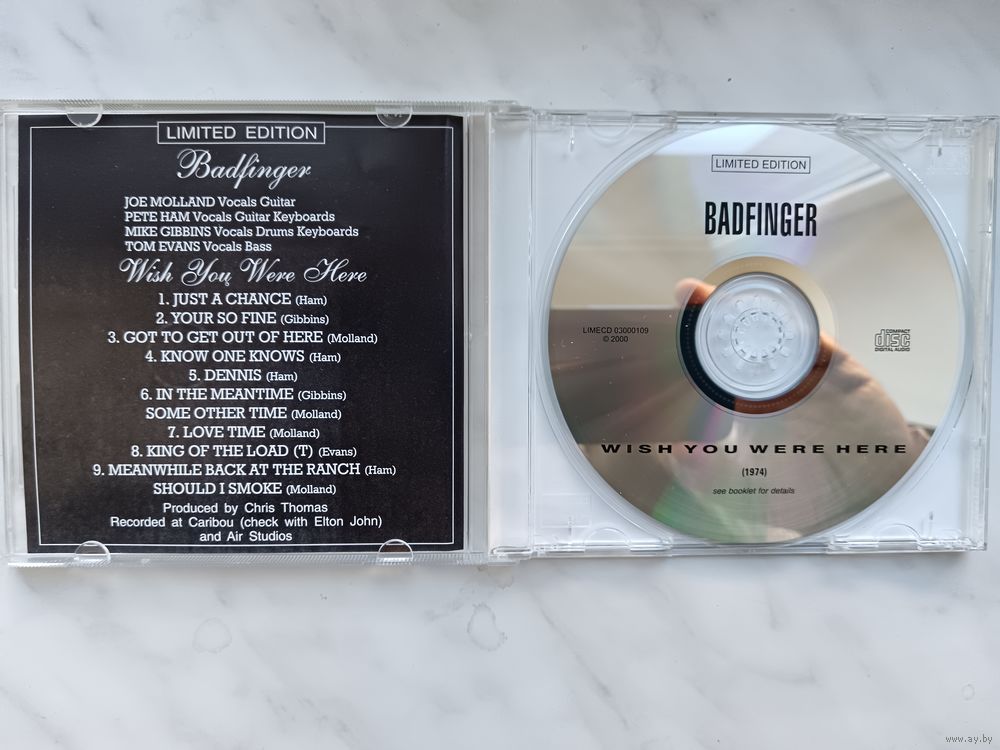 LIMITED EDITION
Badfinger
JOE MOLLAND Vocals Guitar
PETE HAM Vocals Guitar Keyboards
MIKE GIBBINS Vocals Drums Keyboards
TOM EVANS Vocals Bass
Wish You Were Here
1. JUST A CHANCE (Ham)
2. YOUR SO FINE (Gibbins)
3. GOT TO GET OUT OF HERE (Molland)
4. KNOW ONE KNOWS (Ham)
5. DENNIS (Ham)
6. IN THE MEANTIME (Gibbins)
SOME OTHER TIME (Molland)
7. LOVE TIME (Molland)
8. KING OF THE LOAD (T) (Evans)
9. MEANWHILE BACK AT THE RANCH (Ham)
SHOULD I SMOKE (Molland)
Produced by Chris Thomas
Recorded at Caribou (check with Elton John)
and Air Studios
LIMITED EDITION
BADFINGER
LIMECD 03000109
© 2000
COMPACT
disc
DIGITAL AUDIO
WISH YOU WERE HERE
(1974)
see booklet for details
www.ay.by